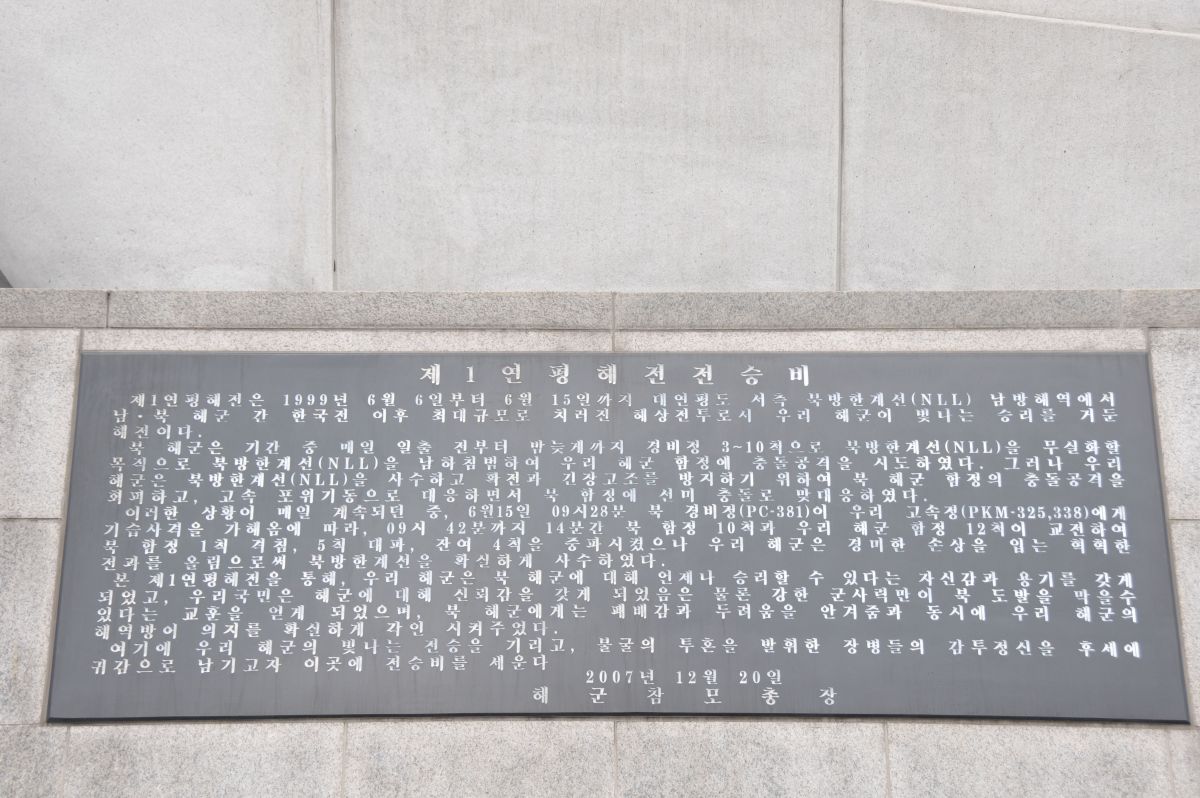 제1연평해전전승비
제1연평해전은 1999년 6월 6일부터 6월 15일까지 대연평도 서측 북방한계선(NLL) 남방해역에서
남·북 해군 간 한국전 이후 최대규모로 치러진 해상전투로서 우리 해군이 빛나는 승리를 거둔
해전이다.
북 해군은 기간 중 매일 일출 전부터 밤늦게까지 경비정 3~10척으로 북방한계선(NLL)을 무실화할
목적으로 북방한계선(NLL)을 남하침범하여 우리 해군 함정에 충돌공격을 시도하였다. 그러나 우리
해군은 북방한계선(NLL)을 사수하고 확전과 긴장고조를 방지하기 위하여 북 해군 함정의 충돌공격을
회피하고, 고속 포위기동으로 대응하면서 북 함정에 선미 충돌로 맞대응하였다.
이러한 상황이 매일 계속되던 중, 6월15일 09시28분 북 경비정(PC-381)이 우리 고속정(PKM-325,338)에게
기습사격을 가해옴에 따라, 09시 42분까지 14분간 북 함정 10척과 우리 해군 함정 12척이 교전하여
북 함정 1척 격침, 5척 대파, 잔여 4척을 중파시켰으나 우리 해군은 경미한 손상을 입는 혁혁한
전과를 올림으로써 북방한계선을 확실하게 사수하였다.
본 제1연평해전을 통해, 우리 해군은 북 해군에 대해 언제나 승리할 수 있다는 자신감과 용기를 갖게
되었고, 우리국민은 해군에 대해 신뢰감을 갖게 되었음은 물론 강한 군사력만이 북 도발을 막을수
있다는 교훈을 얻게 되었으며, 북 해군에게는 패배감과 두려움을 안겨줌과 동시에 우리 해군의
해역방어 의지를 확실하게 각인 시켜주었다.
여기에 우리 해군의 빛나는 전승을 기리고, 불굴의 투혼을 발휘한 장병들의 감투정신을 후세에
귀감으로 남기고자 이곳에 전승비를 세운다
2007년 12월 20일
해군참모총장